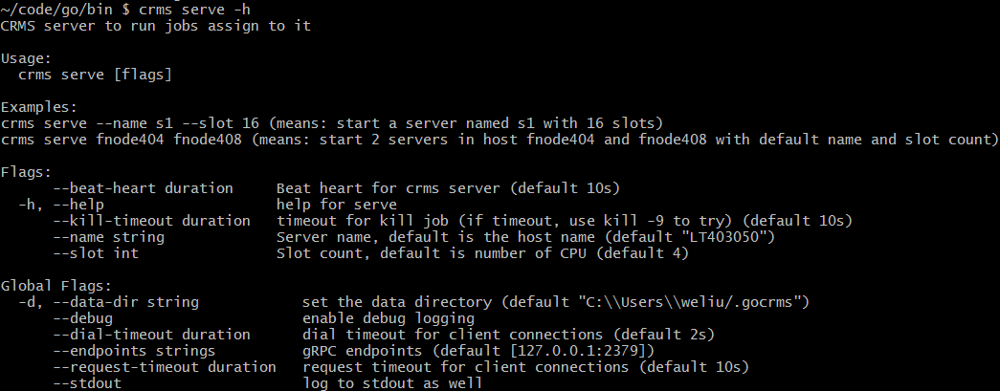 ~/code/go/bin $ crms serve -h
CRMS server to run jobs assign to it
Usage:
  crms serve [flags]
Examples:
crms serve --name s1 --slot 16 (means: start a server named s1 with 16 slots)
crms serve fnode404 fnode408 (means: start 2 servers in host fnode404 and fnode408 with default name and slot count)
Flags:
      --beat-heart duration     Beat heart for crms server (default 10s)
  -h, --help                    help for serve
      --kill-timeout duration   timeout for kill job (if timeout, use kill -9 to try) (default 10s)
      --name string             Server name, default is the host name (default "LT403050")
      --slot int                Slot count, default is number of CPU (default 4)
Global Flags:
  -d, --data-dir string            set the data directory (default "C:\\Users\\weliu/.gocrms")
      --debug                      enable debug logging
      --dial-timeout duration      dial timeout for client connections (default 2s)
      --endpoints strings          gRPC endpoints (default [127.0.0.1:2379])
      --request-timeout duration   request timeout for client connections (default 10s)
      --stdout                     log to stdout as well